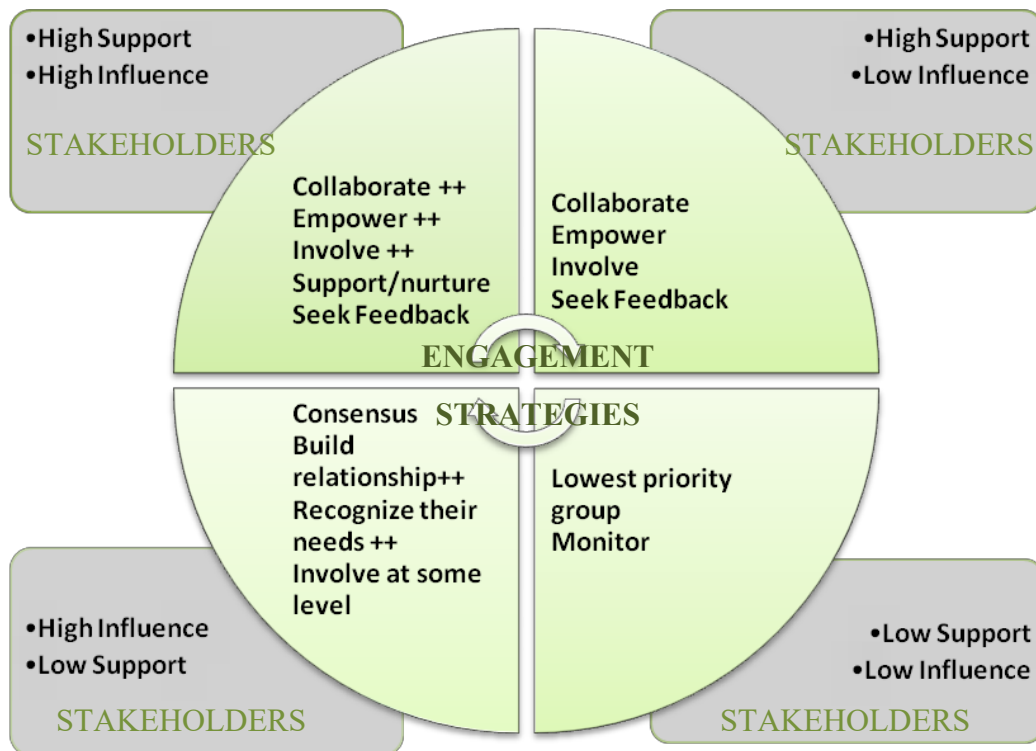 •High Support
•High Influence
STAKEHOLDERS
•High Support
•Low Influence
STAKEHOLDERS
Collaborate ++
Empower ++
Involve ++
Support/nurture
Seek Feedback
Collaborate
Empower
Involve
Seek Feedback
ENGAGEMENT
STRATEGIES
Consensus
Build
relationship++
Recognize their
needs ++
Involve at some
level
Lowest priority
group
Monitor
•High Influence
•Low Support
STAKEHOLDERS
•Low Support
•Low Influence
STAKEHOLDERS